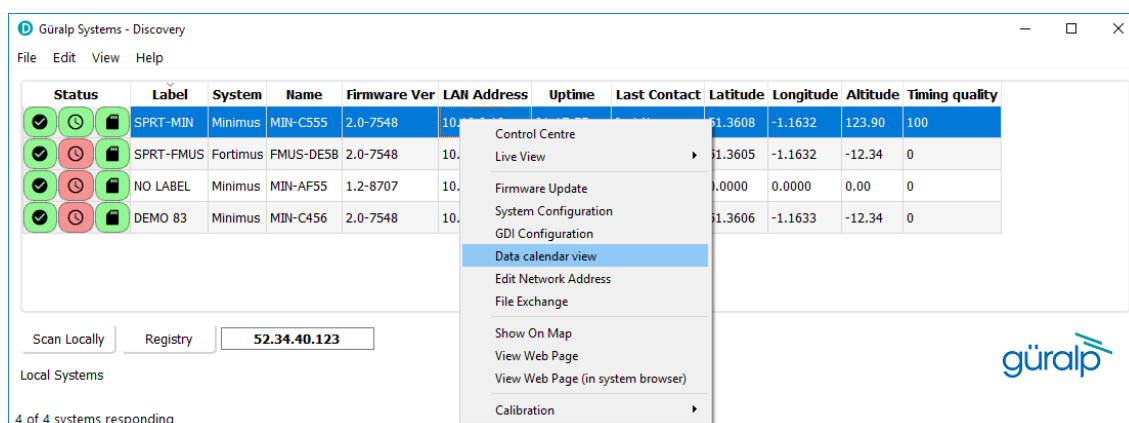 Güralp Systems - Discovery
File Edit View Help
Status Label System Name Firmware Ver LAN Address Uptime Last Contact Latitude Longitude Altitude Timing quality
SPRT-MIN Minimus MIN-C555 2.0-7548 51.3608 -1.1632 123.90 100
SPRT-FMUS Fortimus FMUS-DE5B 2.0-7548 10. 51.3605 -1.1632 -12.34 0
NO LABEL Minimus MIN-AF55 1.2-8707 10. 0.0000 0.0000 0.00 0
DEMO 83 Minimus MIN-C456 2.0-7548 10. 51.3606 -1.1633 -12.34 0
Control Centre
Live View
Firmware Update
System Configuration
GDI Configuration
Data calendar view
Edit Network Address
File Exchange
Show On Map
View Web Page
View Web Page (in system browser)
Calibration
Scan Locally Registry 52.34.40.123
güralp
Local Systems
4 of 4 systems responding